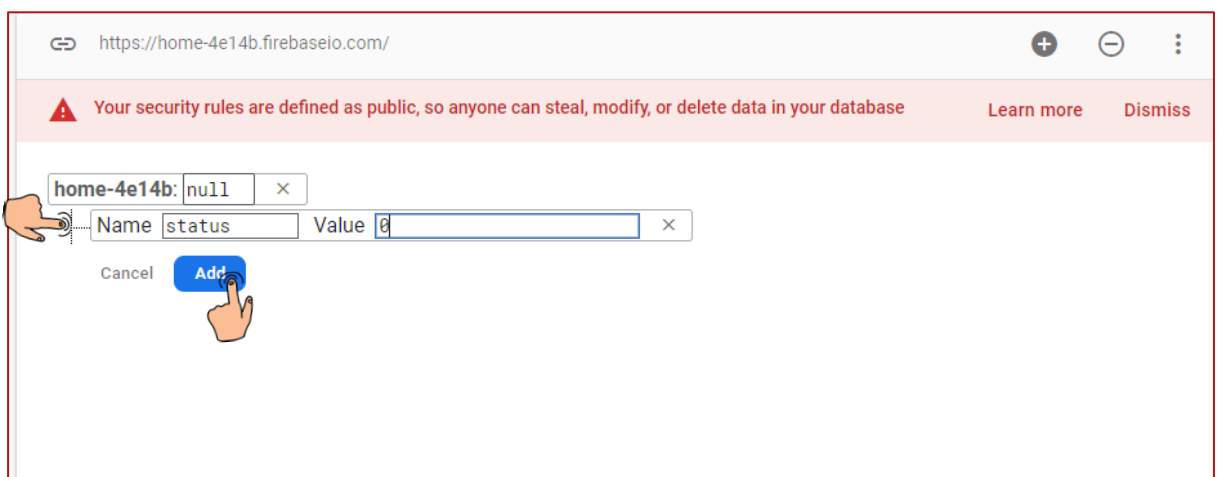 https://home-4e14b.firebaseio.com/
Your security rules are defined as public, so anyone can steal, modify, or delete data in your database Learn more Dismiss
home-4e14b: null ×
Name status Value 0 ×
Cancel Add